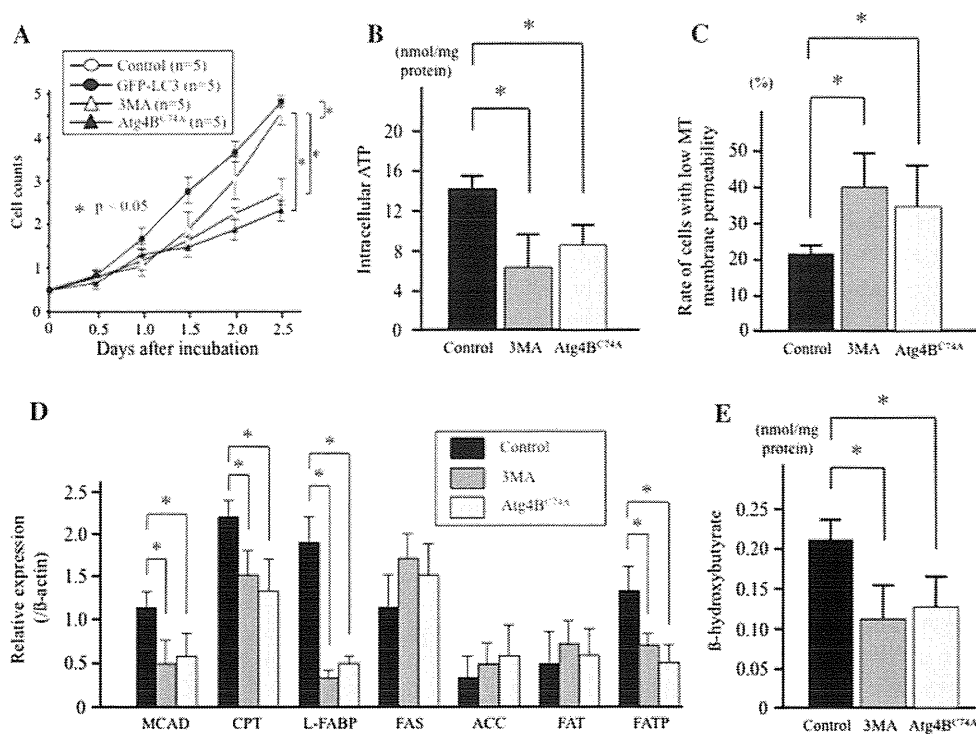 A
Control (n=5)
GFP-LC3 (n=5)
3MA (n=5)
Atg4B^C74A (n=5)
Cell counts
5
4
3
2
1
0
* p < 0.05
*
*
*
0 0.5 1.0 1.5 2.0 2.5
Days after incubation
B
(nmol/mg
protein)
Intracellular ATP
20
16
12
8
4
0
*
*
Control 3MA Atg4B^C74A
C
(%)
Rate of cells with low MT
membrane permeability
50
40
30
20
10
0
*
*
Control 3MA Atg4B^C74A
D
Control
3MA
Atg4B^C74A
Relative expression
(/ß-actin)
2.5
2.0
1.5
1.0
0.5
0
*
*
*
*
*
*
*
*
MCAD CPT L-FABP FAS ACC FAT FATP
E
(nmol/mg
protein)
ß-hydroxybutyrate
0.25
0.20
0.15
0.10
0.05
0
*
*
Control 3MA Atg4B^C74A